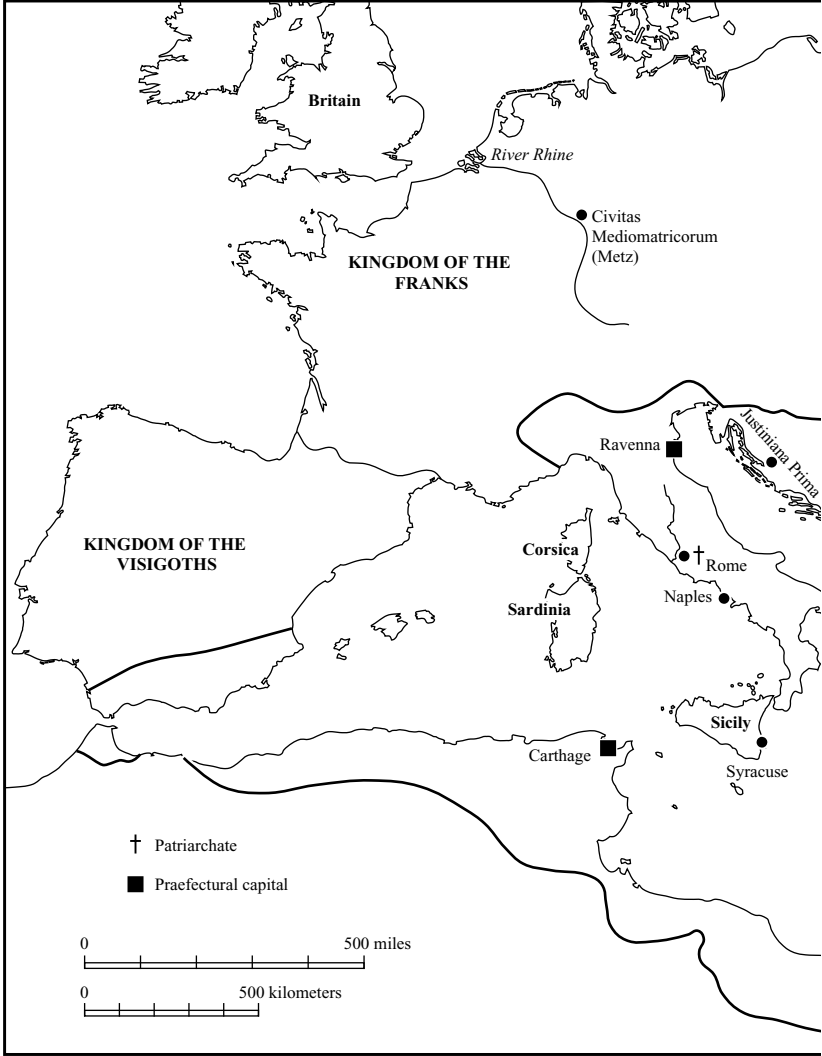 Britain
River Rhine
Civitas
Mediomatricorum
(Metz)
KINGDOM OF THE
FRANKS
Justiniana Prima
Ravenna
KINGDOM OF THE
VISIGOTHS
Corsica
Rome
Sardinia
Naples
Sicily
Carthage
Syracuse
† Patriarchate
Praefectural capital
0 500 miles
0 500 kilometers